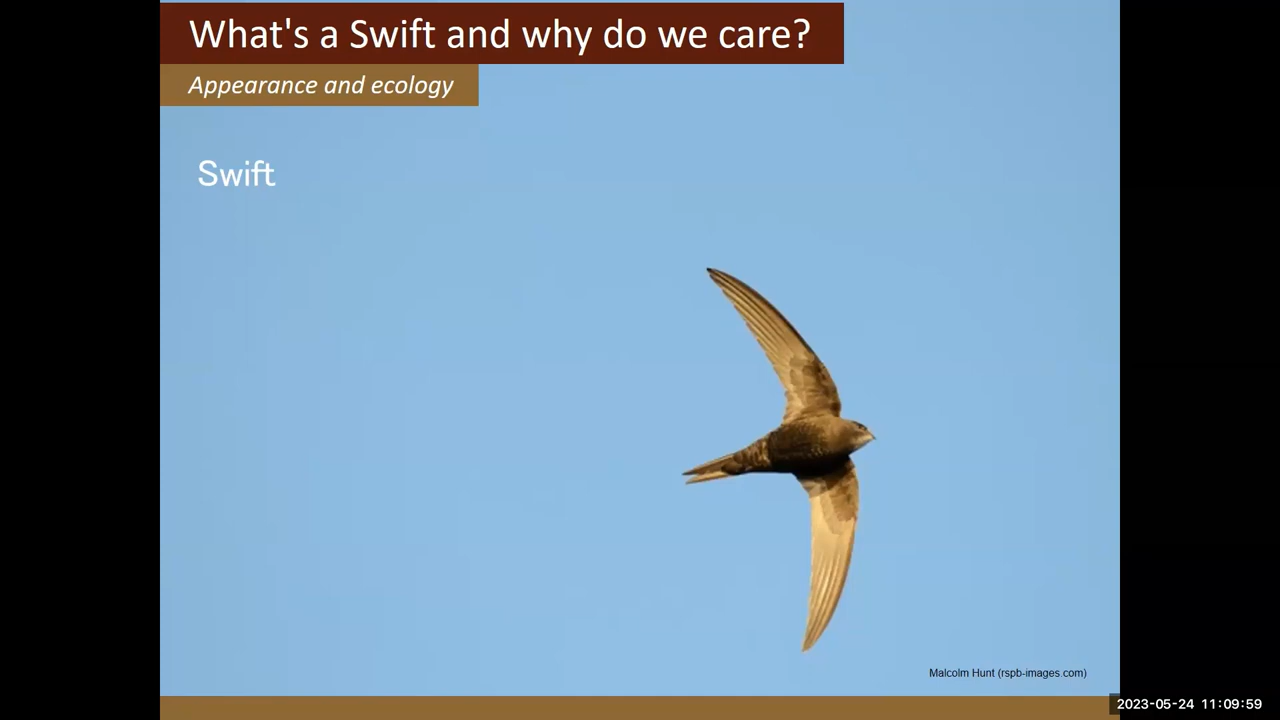 What's a Swift and why do we care?
Appearance and ecology
Swift
Malcolm Hunt (rspb-images.com)
2023-05-24 11:09:59